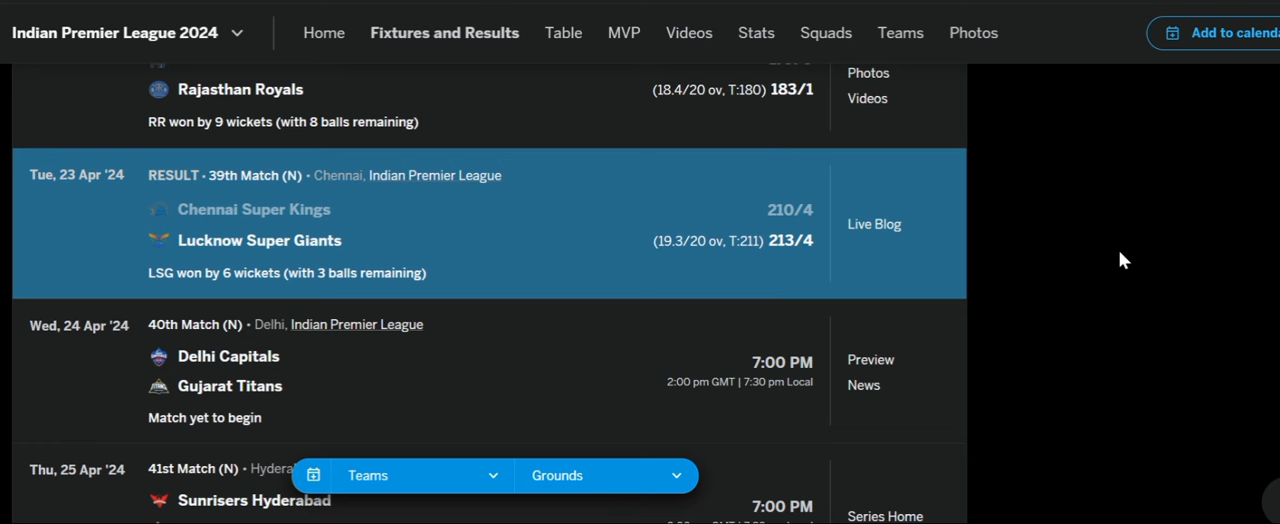 Indian Premier League 2024
Home Fixtures and Results Table MVP Videos Stats Squads Teams Photos
Add to calenda
Photos
Rajasthan Royals (18.4/20 ov, T:180) 183/1
Videos
RR won by 9 wickets (with 8 balls remaining)
Tue, 23 Apr '24 RESULT • 39th Match (N) • Chennai, Indian Premier League
Chennai Super Kings 210/4
Live Blog
Lucknow Super Giants (19.3/20 ov, T:211) 213/4
LSG won by 6 wickets (with 3 balls remaining)
Wed, 24 Apr '24 40th Match (N) • Delhi, Indian Premier League
Delhi Capitals 7:00 PM Preview
Gujarat Titans 2:00 pm GMT | 7:30 pm Local News
Match yet to begin
Thu, 25 Apr '24 41st Match (N) • Hydera
Teams Grounds
Sunrisers Hyderabad 7:00 PM
Series Home